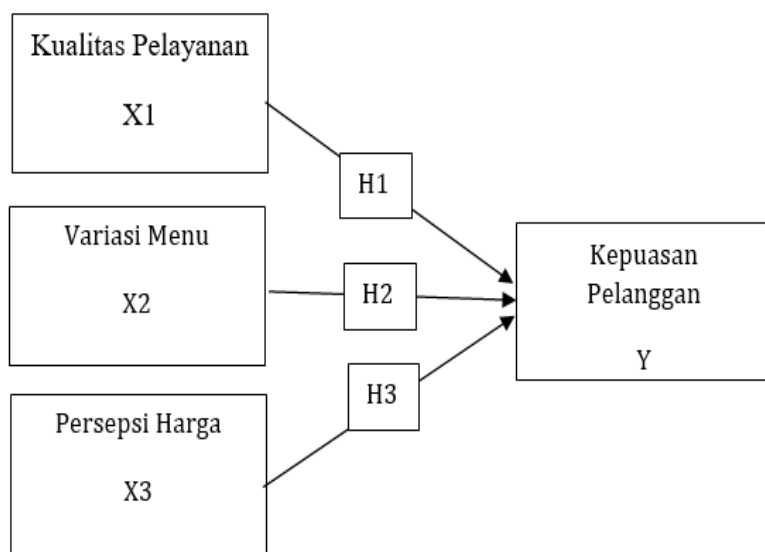 Kualitas Pelayanan
X1
H1
Variasi Menu
X2
H2
Persepsi Harga
X3
H3
Kepuasan
Pelanggan
Y